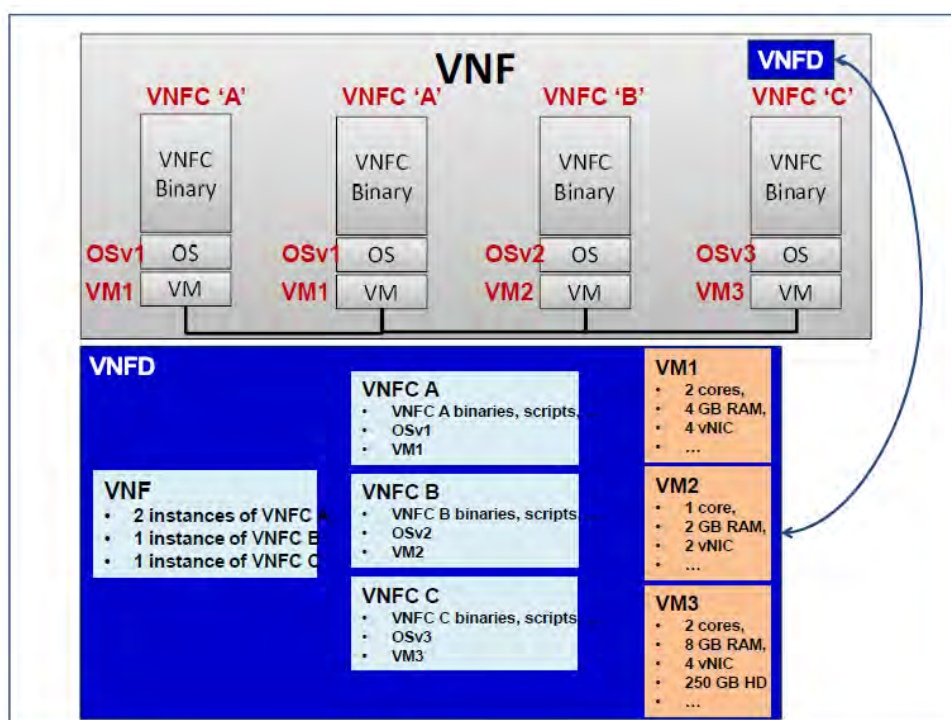 VNF
VNFD
VNFC ‘A’
VNFC ‘A’
VNFC ‘B’
VNFC ‘C’
VNFC
Binary
VNFC
Binary
VNFC
Binary
VNFC
Binary
OSv1 OS
OSv1 OS
OSv2 OS
OSv3 OS
VM1 VM
VM1 VM
VM2 VM
VM3 VM
VNFD
VNF
• 2 instances of VNFC A
• 1 instance of VNFC B
• 1 instance of VNFC C
VNFC A
• VNFC A binaries, scripts, ...
• OSv1
• VM1
VNFC B
• VNFC B binaries, scripts, ...
• OSv2
• VM2
VNFC C
• VNFC C binaries, scripts, ...
• OSv3
• VM3
VM1
• 2 cores,
• 4 GB RAM,
• 4 vNIC
• ...
VM2
• 1 core,
• 2 GB RAM,
• 2 vNIC
• ...
VM3
• 2 cores,
• 8 GB RAM,
• 4 vNIC
• 250 GB HD
• ...